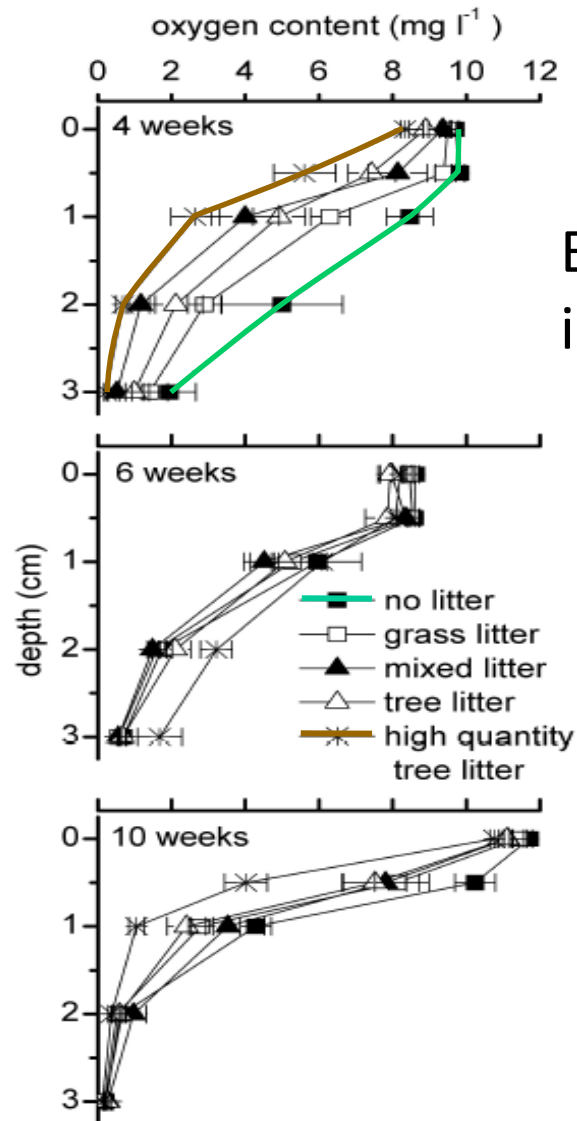 oxygen content (mg l⁻¹)
0 2 4 6 8 10 12
4 weeks
0
1
2
3
E
i
6 weeks
0
1
2
3
depth (cm)
no litter
grass litter
mixed litter
tree litter
high quantity
tree litter
10 weeks
0
1
2
3